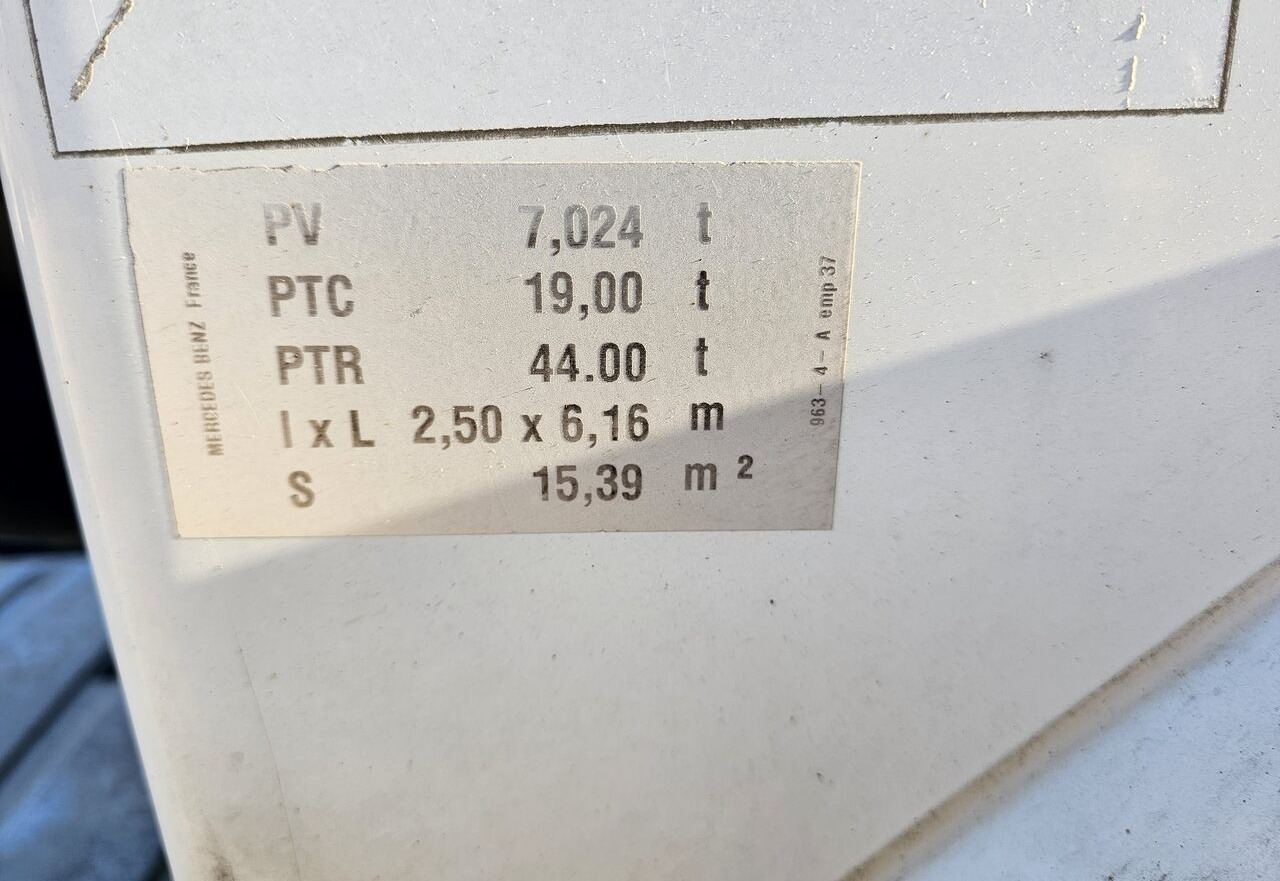 PV 7,024 t
PTC 19,00 t
PTR 44.00 t
l x L 2,50 x 6,16 m
S 15,39 m²
MERCEDES BENZ France
963-4-A emp 37